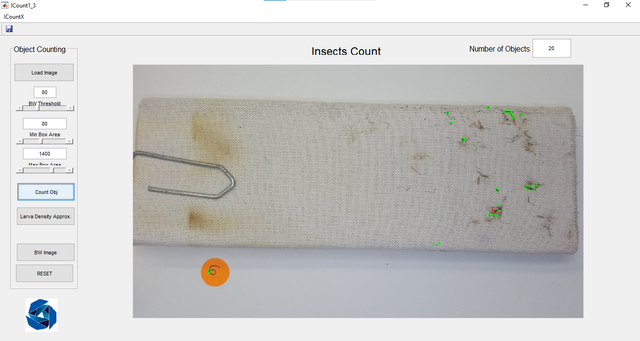 ICount1_3
ICountX
Object Counting
Load Image
80
BW Threshold
80
Min Box Area
1400
Max Box Area
Count Obj
Larva Density Approx.
BW Image
RESET
Insects Count
Number of Objects
20
6